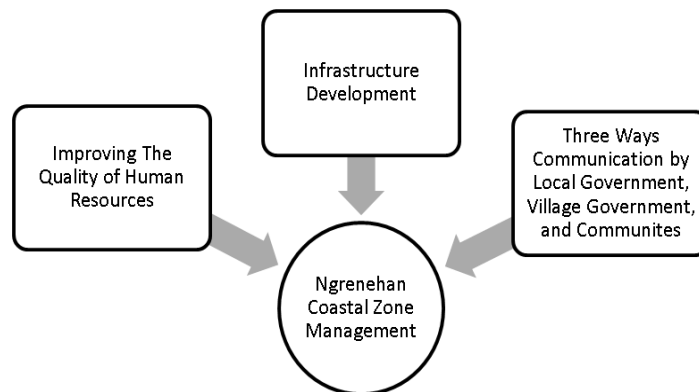 Infrastructure
Development
Improving The
Quality of Human
Resources
Three Ways
Communication by
Local Government,
Village Government,
and Communites
Ngrenehan
Coastal Zone
Management